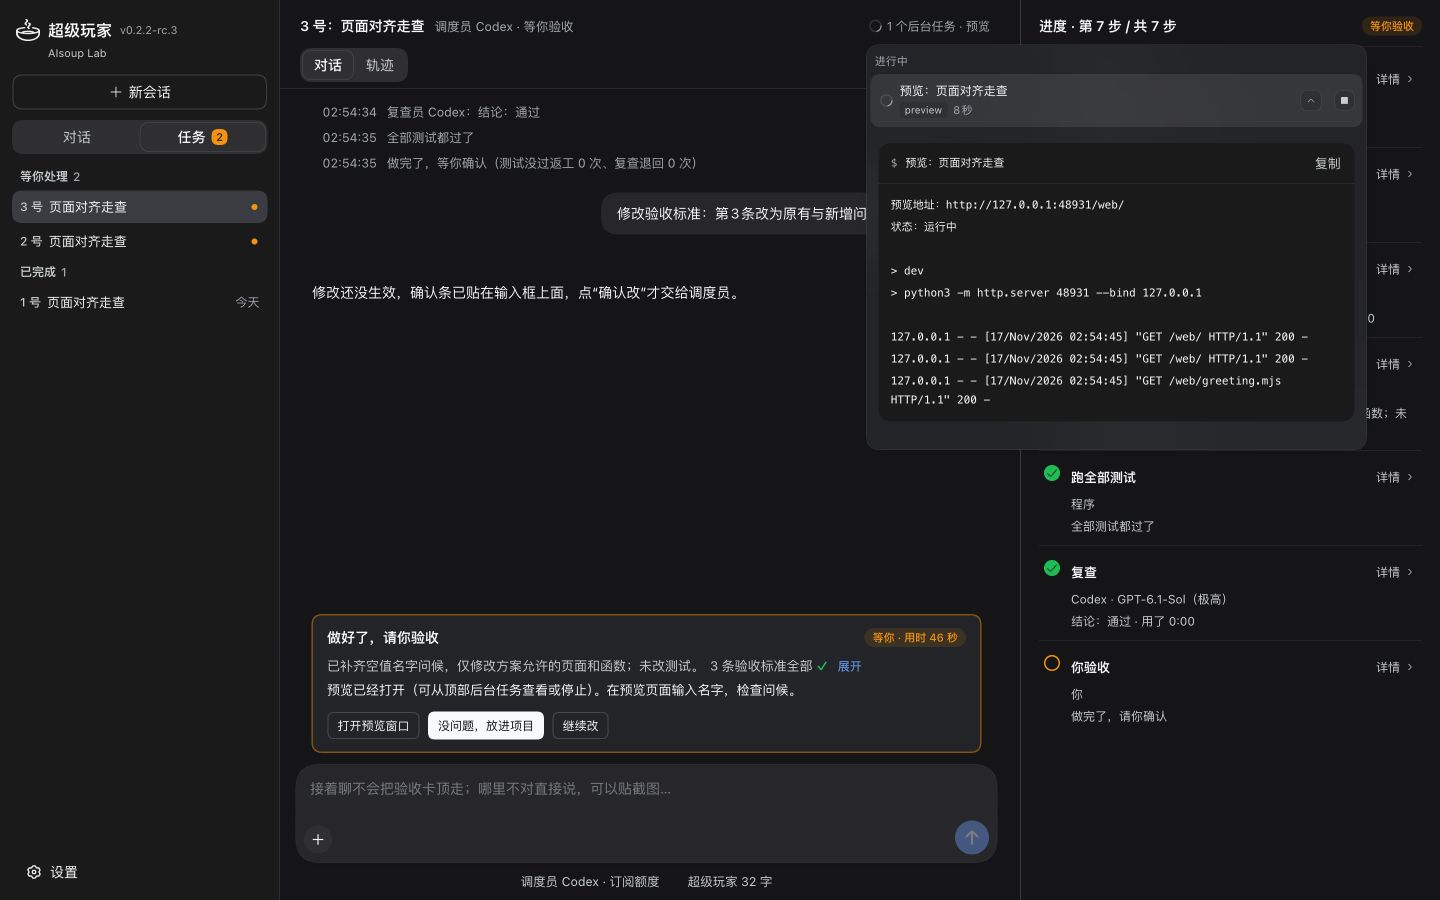 超级玩家 v0.2.2-rc.3
AIsoup Lab
新会话
对话
任务 2
等你处理 2
3 号 页面对齐走查
2 号 页面对齐走查
已完成 1
1 号 页面对齐走查 今天
设置
3 号：页面对齐走查 调度员 Codex · 等你验收
1 个后台任务 · 预览
对话
轨迹
02:54:34 复查员 Codex：结论：通过
02:54:35 全部测试都过了
02:54:35 做完了，等你确认（测试没过返工 0 次、复查退回 0 次）
修改验收标准：第 3 条改为原有与新增问
修改还没生效，确认条已贴在输入框上面，点“确认改”才交给调度员。
做好了，请你验收
等你 · 用时 46 秒
已补齐空值名字问候，仅修改方案允许的页面和函数；未改测试。 3 条验收标准全部 ✓ 展开
预览已经打开（可从顶部后台任务查看或停止）。在预览页面输入名字，检查问候。
打开预览窗口
没问题，放进项目
继续改
接着聊不会把验收卡顶走；哪里不对直接说，可以贴截图...
调度员 Codex · 订阅额度
超级玩家 32 字
进行中
预览：页面对齐走查
preview 8 秒
$ 预览：页面对齐走查
复制
预览地址：http://127.0.0.1:48931/web/
状态：运行中
> dev
> python3 -m http.server 48931 --bind 127.0.0.1
127.0.0.1 - - [17/Nov/2026 02:54:45] "GET /web/ HTTP/1.1" 200 -
127.0.0.1 - - [17/Nov/2026 02:54:45] "GET /web/ HTTP/1.1" 200 -
127.0.0.1 - - [17/Nov/2026 02:54:45] "GET /web/greeting.mjs
HTTP/1.1" 200 -
进度 · 第 7 步 / 共 7 步
等你验收
详情
详情
详情
0
详情
数；未
跑全部测试
详情
程序
全部测试都过了
复查
详情
Codex · GPT-6.1-Sol（极高）
结论：通过 · 用了 0:00
你验收
详情
你
做完了，请你确认